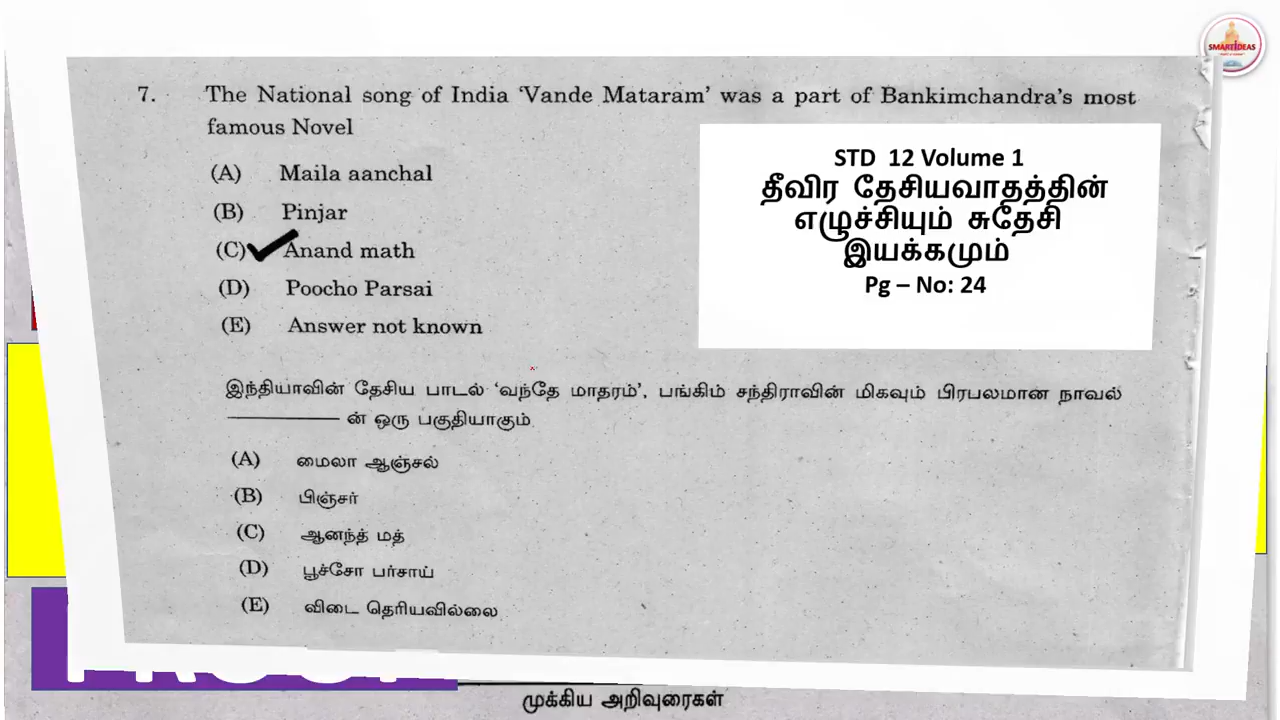 SMARTIDEAS
7. The National song of India ‘Vande Mataram’ was a part of Bankimchandra’s most
famous Novel
(A) Maila aanchal
(B) Pinjar
(C) Anand math
(D) Poocho Parsai
(E) Answer not known
STD 12 Volume 1
தீவிர தேசியவாதத்தின்
எழுச்சியும் சுதேசி
இயக்கமும்
Pg – No: 24
இந்தியாவின் தேசிய பாடல் ‘வந்தே மாதரம்’, பங்கிம் சந்திராவின் மிகவும் பிரபலமான நாவல்
ன் ஒரு பகுதியாகும்.
(A) மைலா ஆஞ்சல்
(B) பிஞ்சர்
(C) ஆனந்த் மத்
(D) பூச்சோ பர்சாய்
(E) விடை தெரியவில்லை
முக்கிய அறிவுரைகள்